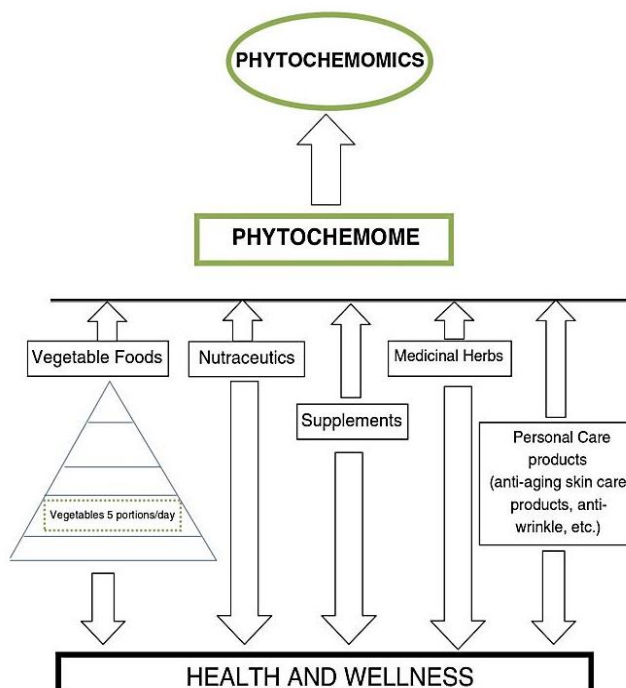 PHYTOCHEMOMICS
PHYTOCHEMOME
Vegetable Foods
Nutraceutics
Supplements
Medicinal Herbs
Personal Care
products
(anti-aging skin care
products, anti-
wrinkle, etc.)
Vegetables 5 portions/day
HEALTH AND WELLNESS